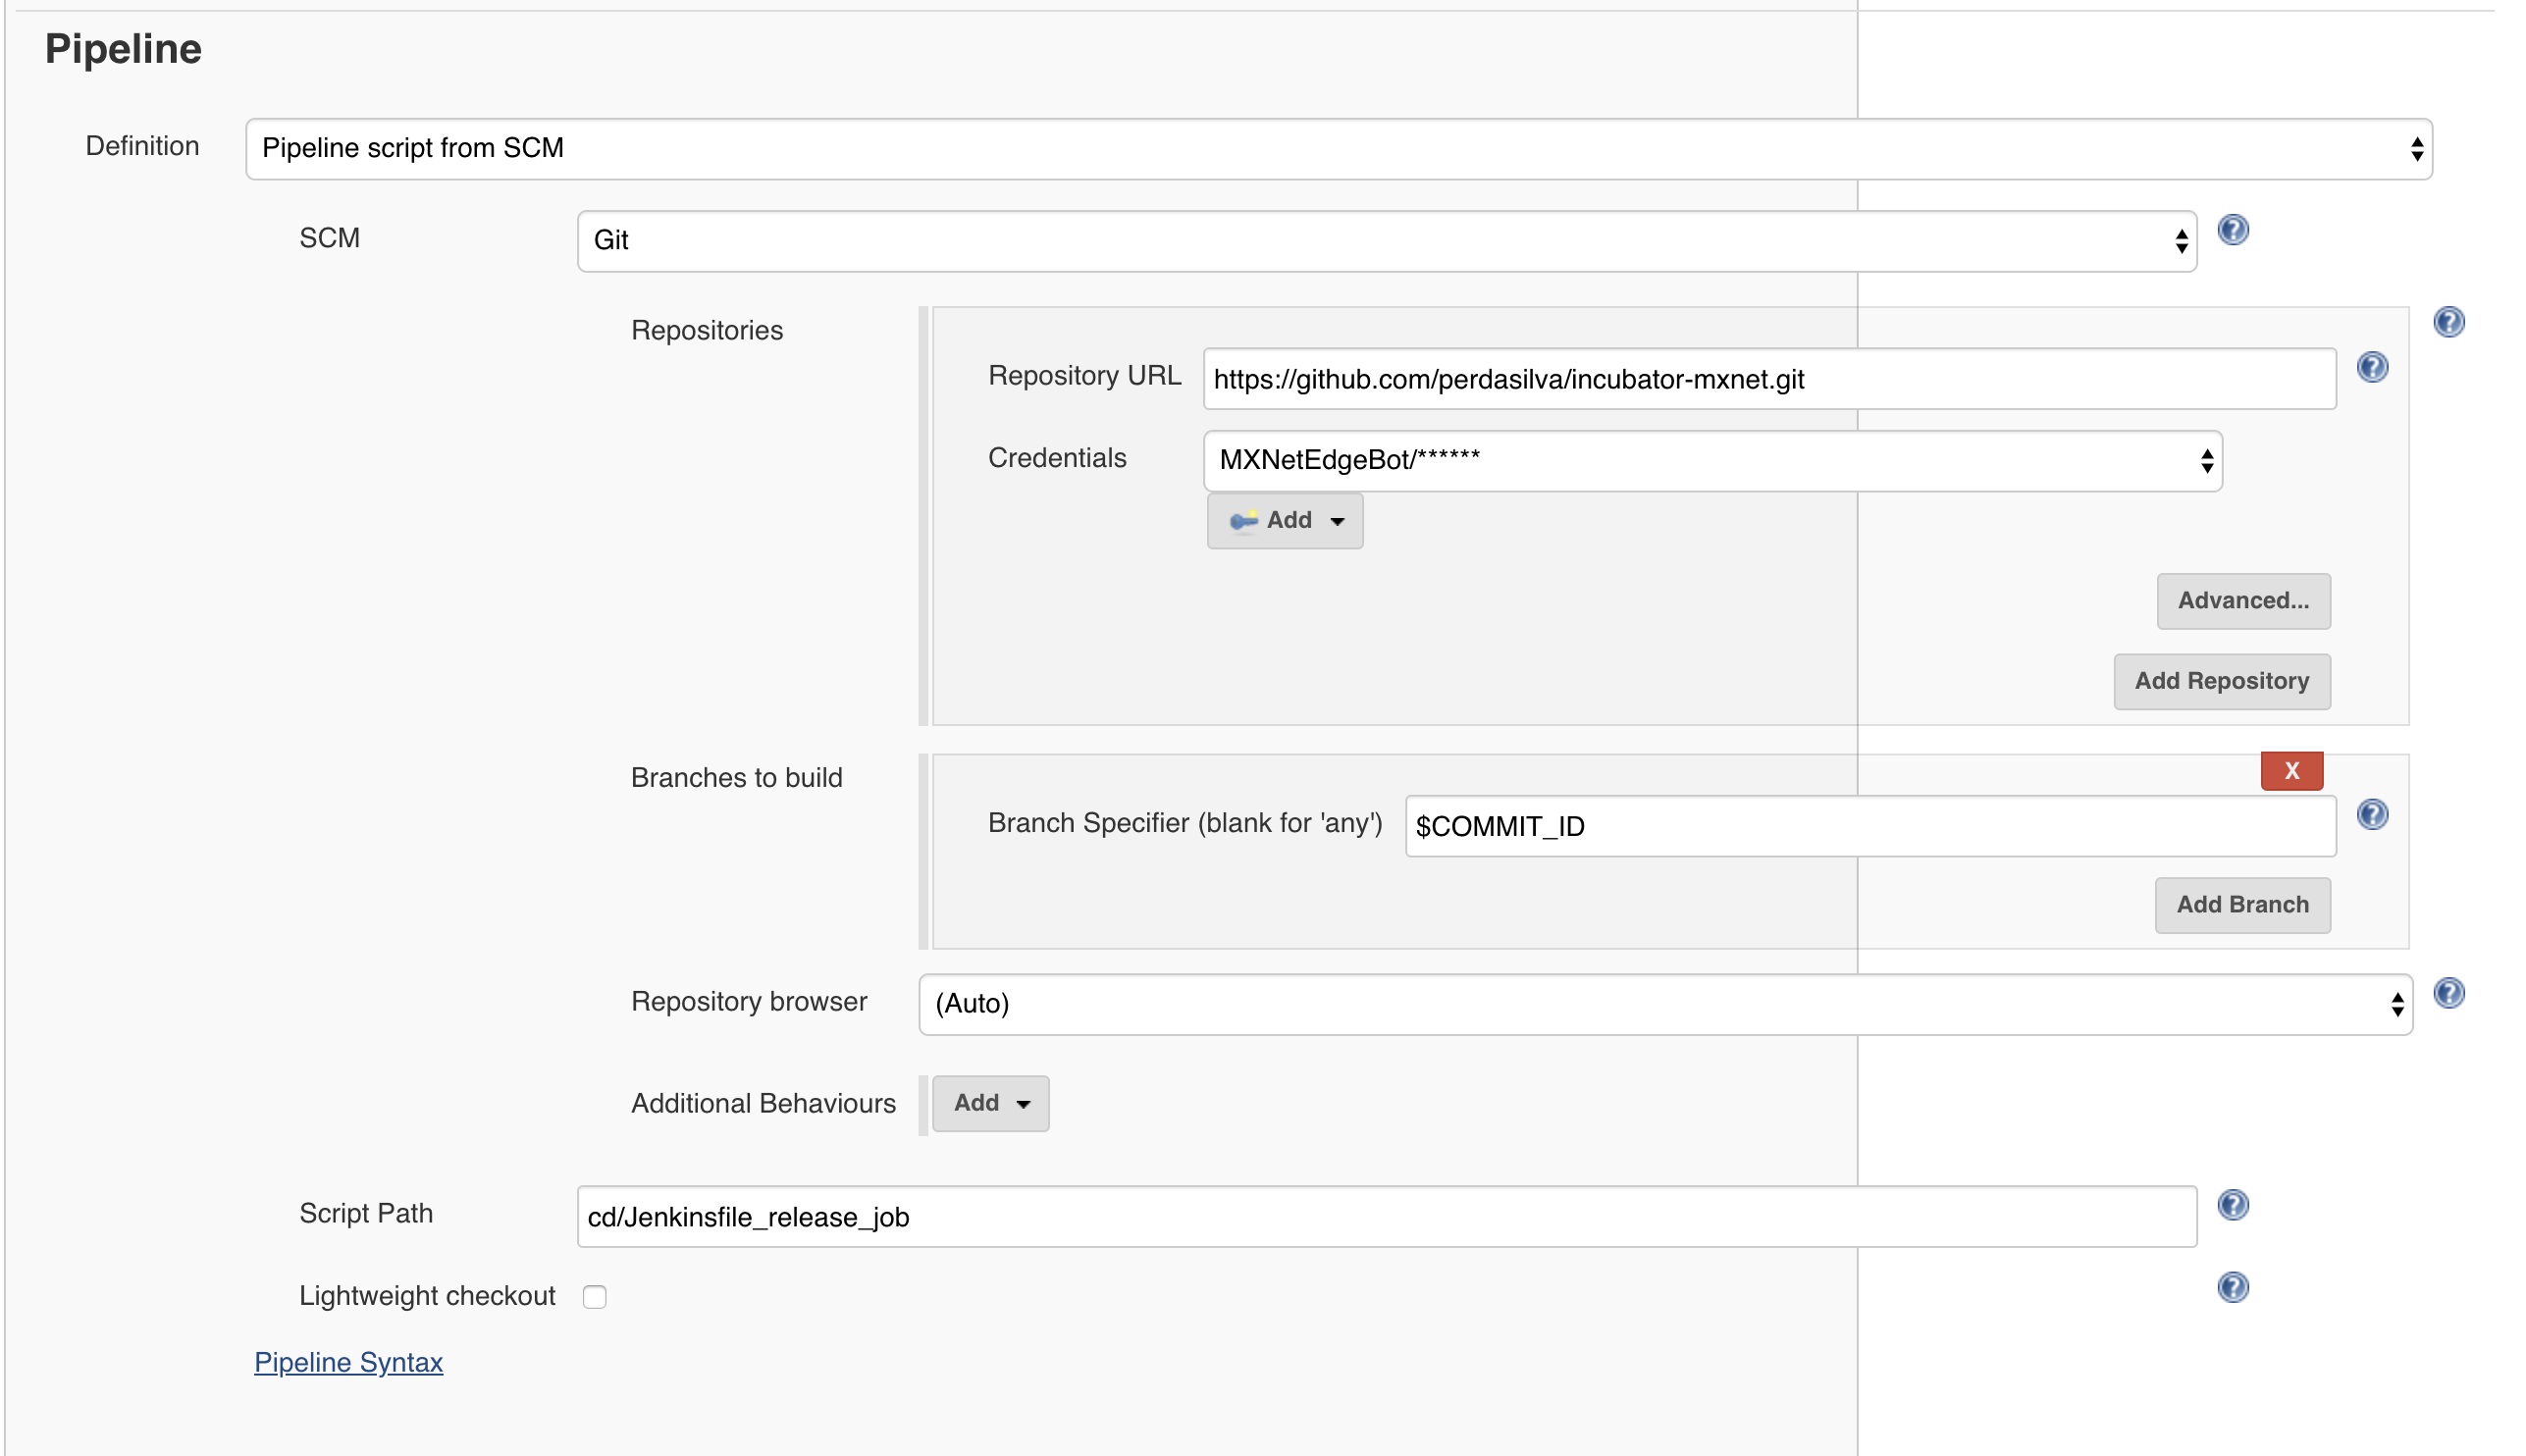 Pipeline
Definition
Pipeline script from SCM
SCM
Git
Repositories
Repository URL
https://github.com/perdasilva/incubator-mxnet.git
Credentials
MXNetEdgeBot/******
Add
Advanced...
Add Repository
Branches to build
X
Branch Specifier (blank for 'any')
$COMMIT_ID
Add Branch
Repository browser
(Auto)
Additional Behaviours
Add
Script Path
cd/Jenkinsfile_release_job
Lightweight checkout
Pipeline Syntax